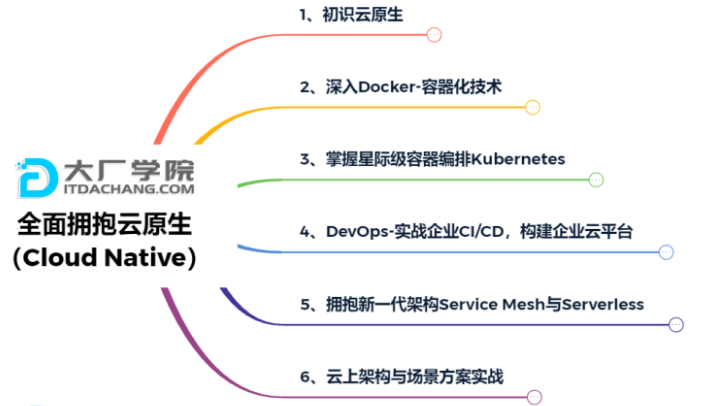 1、初识云原生
2、深入Docker-容器化技术
3、掌握星际级容器编排Kubernetes
大厂学院
ITDACHANG.COM
全面拥抱云原生
（Cloud Native）
4、DevOps-实战企业CI/CD，构建企业云平台
5、拥抱新一代架构Service Mesh与Serverless
6、云上架构与场景方案实战